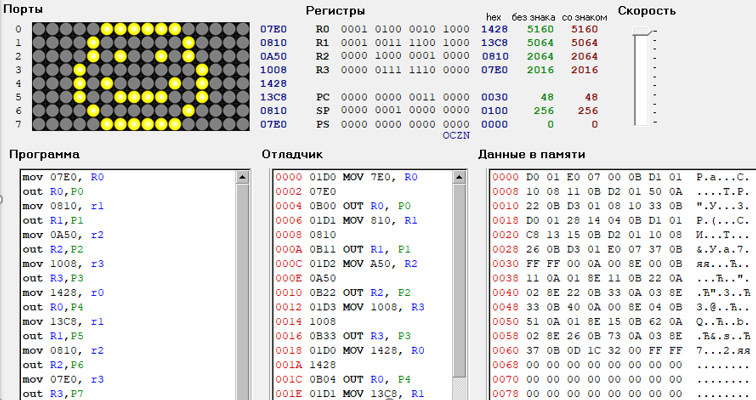 Порты
0 07E0
1 0810
2 0A50
3 1008
4 1428
5 13C8
6 0810
7 07E0
Регистры
hex без знака со знаком
R0 0001 0100 0010 1000 1428 5160 5160
R1 0001 0011 1100 1000 13C8 5064 5064
R2 0000 1000 0001 0000 0810 2064 2064
R3 0000 0111 1110 0000 07E0 2016 2016
PC 0000 0000 0011 0000 0030 48 48
SP 0000 0001 0000 0000 0100 256 256
PS 0000 0000 0000 0000 0000 0 0
OCZN
Скорость
Программа
mov 07E0, R0
out R0,P0
mov 0810, r1
out R1,P1
mov 0A50, r2
out R2,P2
mov 1008, r3
out R3,P3
mov 1428, r0
out R0,P4
mov 13C8, r1
out R1,P5
mov 0810, r2
out R2,P6
mov 07E0, r3
out R3,P7
Отладчик
0000 01D0 MOV 7E0, R0
0002 07E0
0004 0B00 OUT R0, P0
0006 01D1 MOV 810, R1
0008 0810
000A 0B11 OUT R1, P1
000C 01D2 MOV A50, R2
000E 0A50
0010 0B22 OUT R2, P2
0012 01D3 MOV 1008, R3
0014 1008
0016 0B33 OUT R3, P3
0018 01D0 MOV 1428, R0
001A 1428
001C 0B04 OUT R0, P4
001E 01D1 MOV 13C8, R1
Данные в памяти
0000 D0 01 E0 07 00 0B D1 01 Р.а...С.
0008 10 08 11 0B D2 01 50 0A ....Т.P.
0010 22 0B D3 01 08 10 33 0B ".У...3.
0018 D0 01 28 14 04 0B D1 01 Р.(...С.
0020 C8 13 15 0B D2 01 10 08 И...Т...
0028 26 0B D3 01 E0 07 37 0B &.У.а.7.
0030 FF FF 00 0A 00 8E 00 0B яя...Ћ..
0038 11 0A 01 8E 11 0B 22 0A ...Ћ..".
0040 02 8E 22 0B 33 0A 03 8E .Ћ".3..Ћ
0048 33 0B 40 0A 00 8E 04 0B 3.@..Ћ..
0050 51 0A 01 8E 15 0B 62 0A Q..Ћ..b.
0058 02 8E 26 0B 73 0A 03 8E .Ћ&.s..Ћ
0060 37 0B 0D 1C 32 00 FF FF 7...2.яя
0068 00 00 00 00 00 00 00 00 ........
0070 00 00 00 00 00 00 00 00 ........
0078 00 00 00 00 00 00 00 00 ........